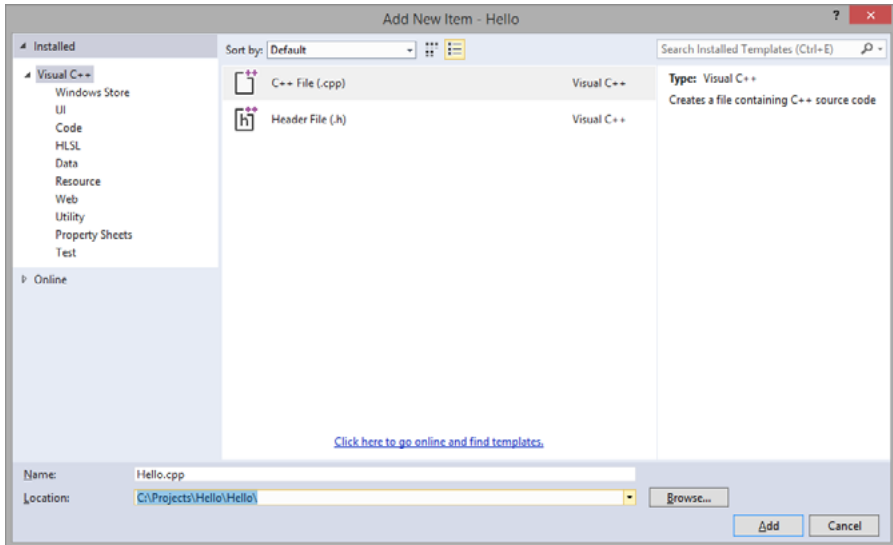 Add New Item - Hello
Installed
Sort by: Default
Search Installed Templates (Ctrl+E)
Visual C++
Windows Store
UI
Code
HLSL
Data
Resource
Web
Utility
Property Sheets
Test
Online
C++ File (.cpp) Visual C++
Header File (.h) Visual C++
Type: Visual C++
Creates a file containing C++ source code
Click here to go online and find templates.
Name: Hello.cpp
Location: C:\Projects\Hello\Hello\
Browse...
Add Cancel